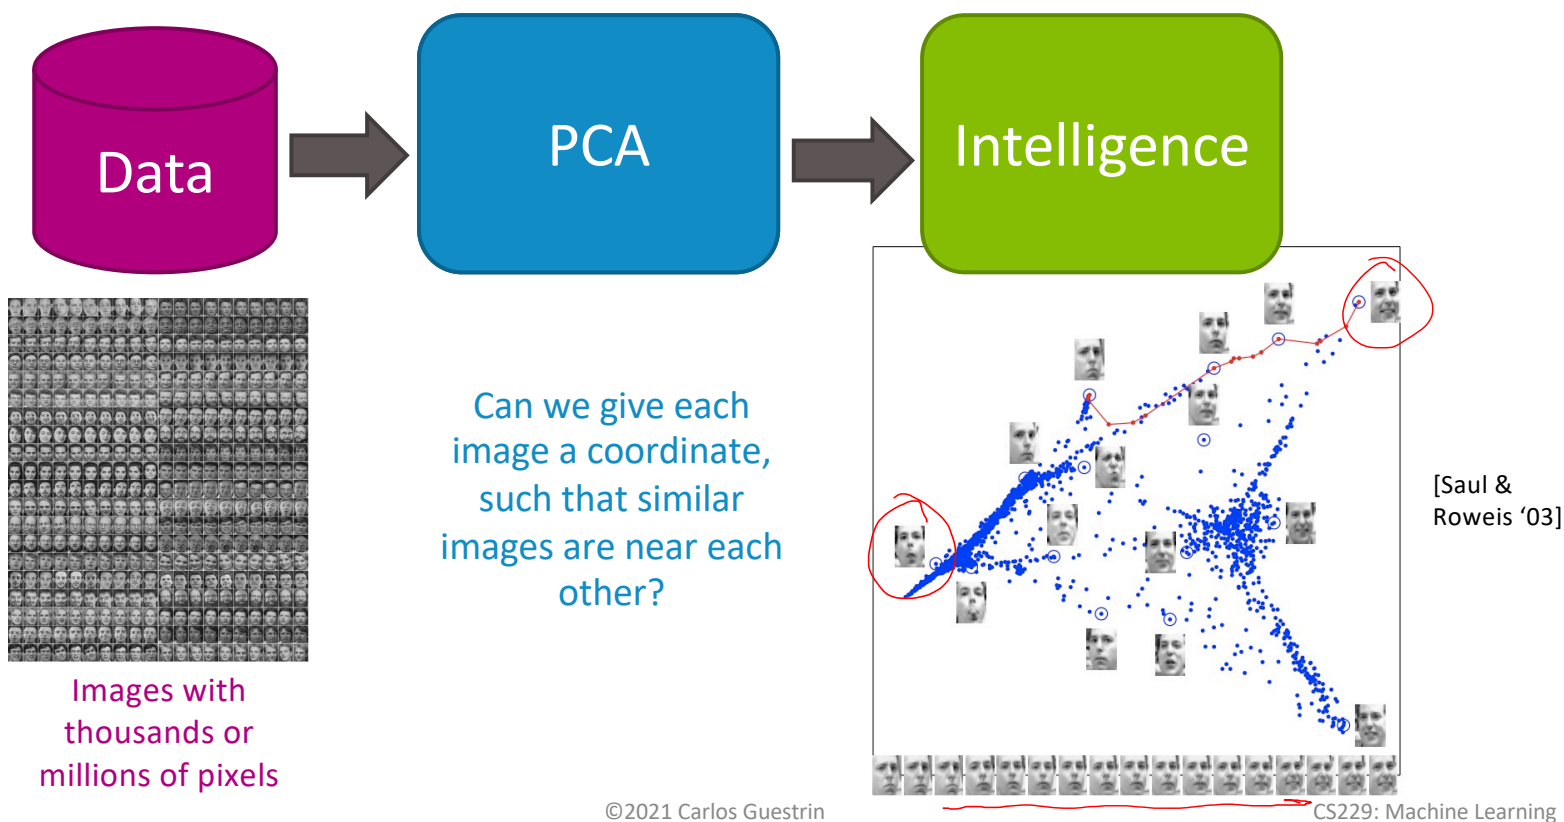 Data
PCA
Intelligence
Can we give each
image a coordinate,
such that similar
images are near each
other?
[Saul &
Roweis ‘03]
Images with
thousands or
millions of pixels
©2021 Carlos Guestrin
CS229: Machine Learning